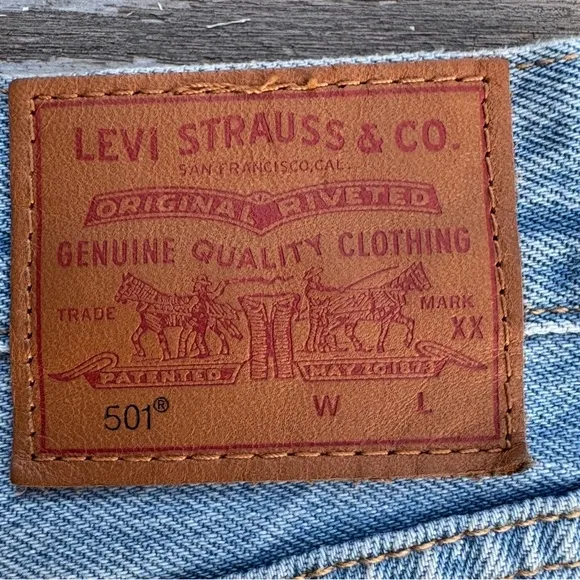 LEVI STRAUSS & CO.
SAN FRANCISCO, CAL.
ORIGINAL RIVETED
GENUINE QUALITY CLOTHING
TRADE MARK
XX
PATENTED MAY 20 1873
501® W L